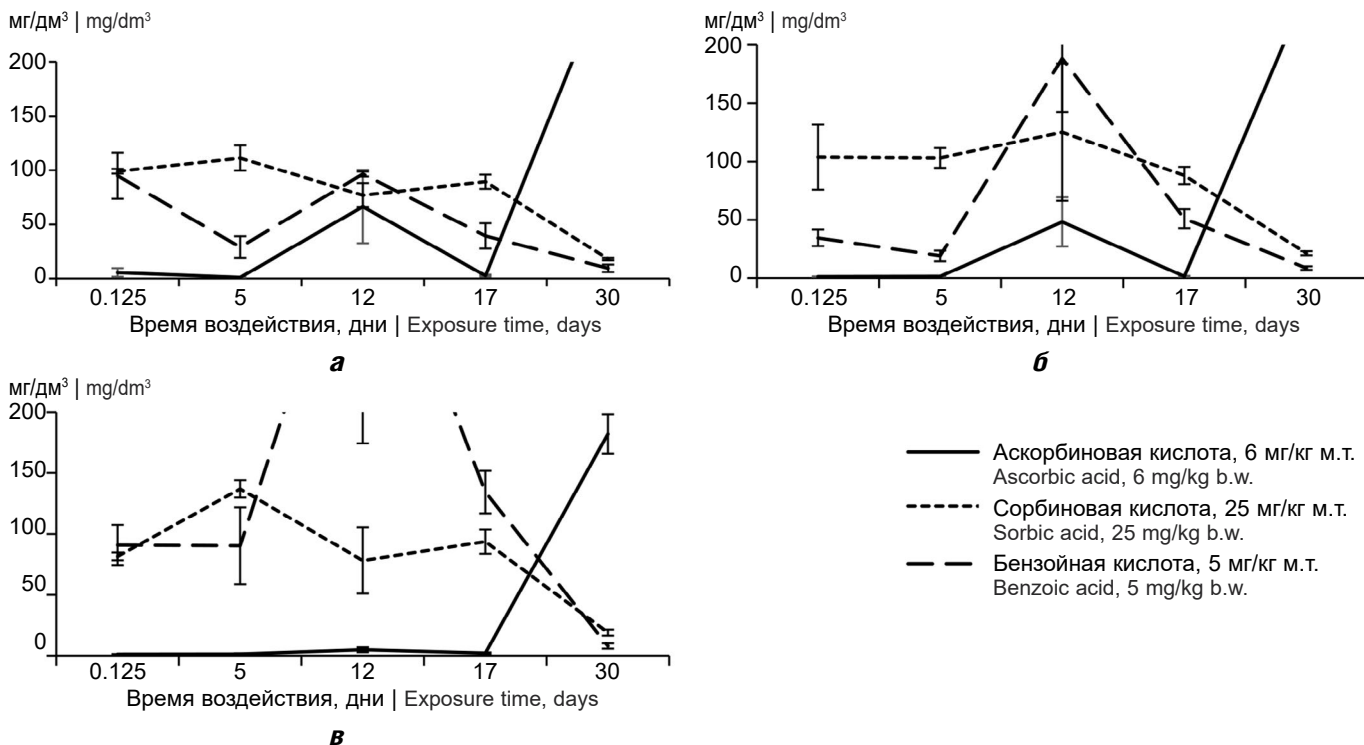 мг/дм³ | mg/dm³
200
150
100
50
0
0.125 5 12 17 30
Время воздействия, дни | Exposure time, days
а
мг/дм³ | mg/dm³
200
150
100
50
0
0.125 5 12 17 30
Время воздействия, дни | Exposure time, days
б
мг/дм³ | mg/dm³
200
150
100
50
0
0.125 5 12 17 30
Время воздействия, дни | Exposure time, days
в
Аскорбиновая кислота, 6 мг/кг м.т.
Ascorbic acid, 6 mg/kg b.w.
Сорбиновая кислота, 25 мг/кг м.т.
Sorbic acid, 25 mg/kg b.w.
Бензойная кислота, 5 мг/кг м.т.
Benzoic acid, 5 mg/kg b.w.